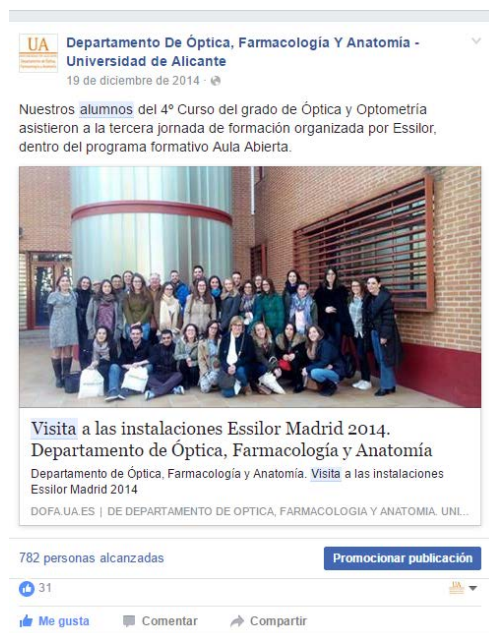 UA
Departamento De Óptica, Farmacología Y Anatomía -
Universidad de Alicante
19 de diciembre de 2014 ·
Nuestros alumnos del 4º Curso del grado de Óptica y Optometría
asistieron a la tercera jornada de formación organizada por Essilor,
dentro del programa formativo Aula Abierta.
Visita a las instalaciones Essilor Madrid 2014.
Departamento de Óptica, Farmacología y Anatomía
Departamento de Óptica, Farmacología y Anatomía. Visita a las instalaciones
Essilor Madrid 2014
DOFA.UA.ES | DE DEPARTAMENTO DE OPTICA, FARMACOLOGIA Y ANATOMIA. UNI...
782 personas alcanzadas
Promocionar publicación
31
Me gusta
Comentar
Compartir